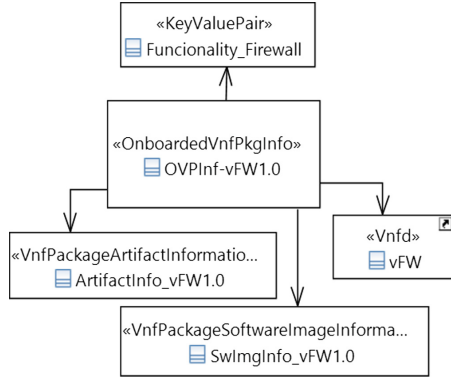 «KeyValuePair»
Funcionality_Firewall
«OnboardedVnfPkgInfo»
OVPInf-vFW1.0
«VnfPackageArtifactInformatio...
ArtifactInfo_vFW1.0
«Vnfd»
vFW
«VnfPackageSoftwareImageInforma...
SwImgInfo_vFW1.0